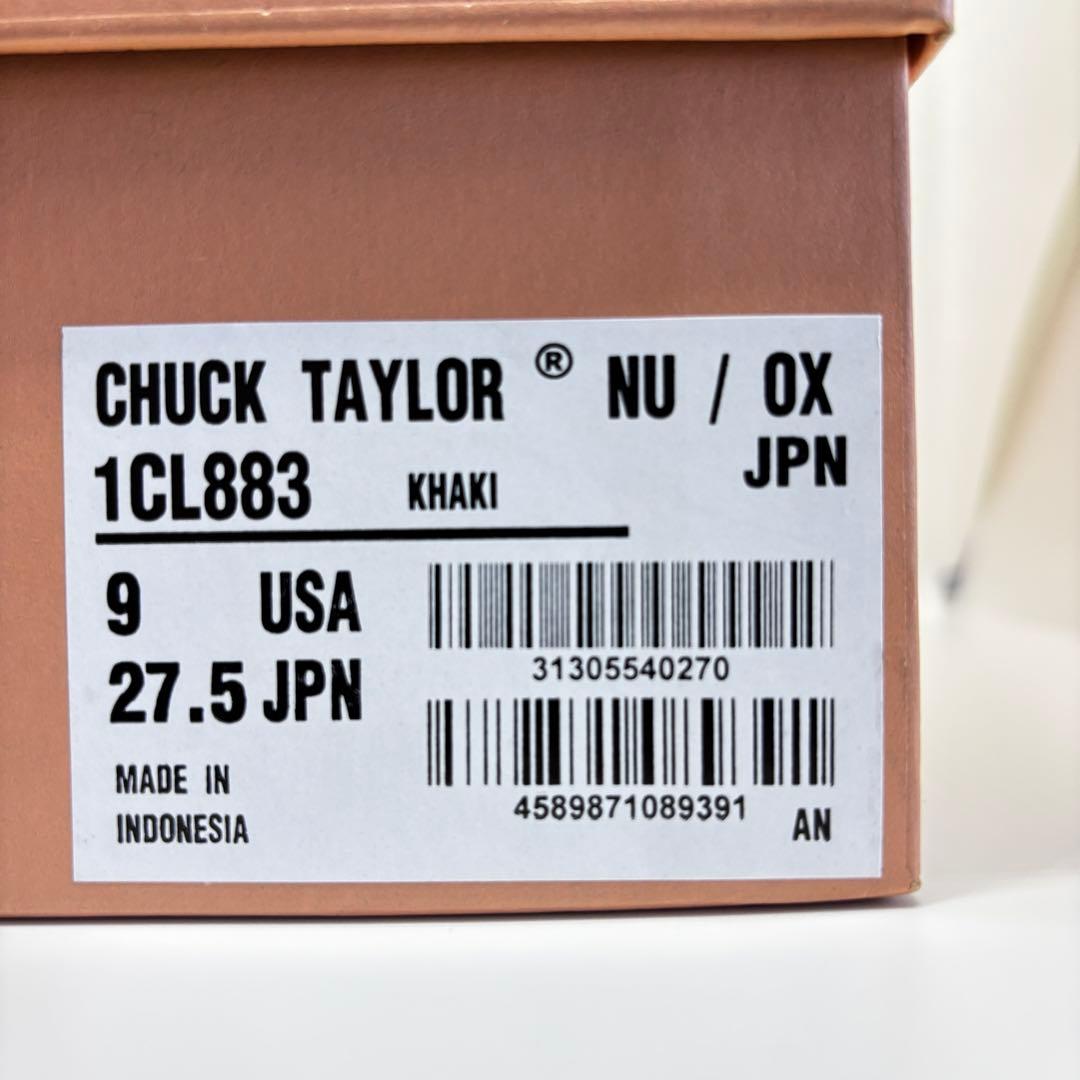 CHUCK TAYLOR ® NU / OX
JPN
1CL883 KHAKI
9 USA
27.5 JPN
MADE IN
INDONESIA
31305540270
4589871089391
AN